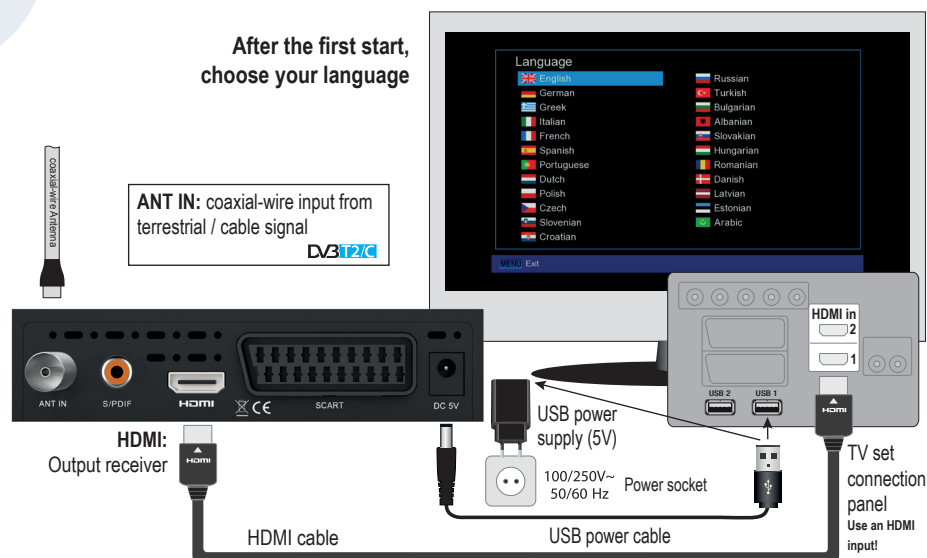 After the first start,
choose your language
Language
English
German
Greek
Italian
French
Spanish
Portuguese
Dutch
Polish
Czech
Slovenian
Croatian
Russian
Turkish
Bulgarian
Albanian
Slovakian
Hungarian
Romanian
Danish
Latvian
Estonian
Arabic
MENU Exit
coaxial-wire Antenna
ANT IN: coaxial-wire input from
terrestrial / cable signal
DVB T2/C
HDMI in
2
1
USB 2 USB 1
HDMI
ANT IN S/PDIF HDMI CE SCART DC 5V
HDMI:
Output receiver
HDMI
USB power
supply (5V)
100/250V~
50/60 Hz
Power socket
TV set
connection
panel
Use an HDMI
input!
HDMI cable
USB power cable